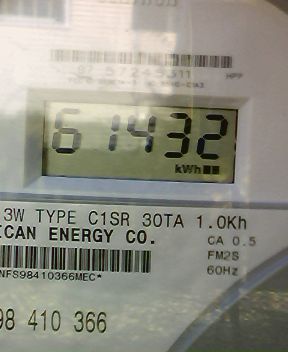 61432
kWh
3W TYPE C1SR 30TA 1.0Kh
ICAN ENERGY CO.
CA 0.5
FM2S
60Hz
NFS98410366MEC*
98 410 366